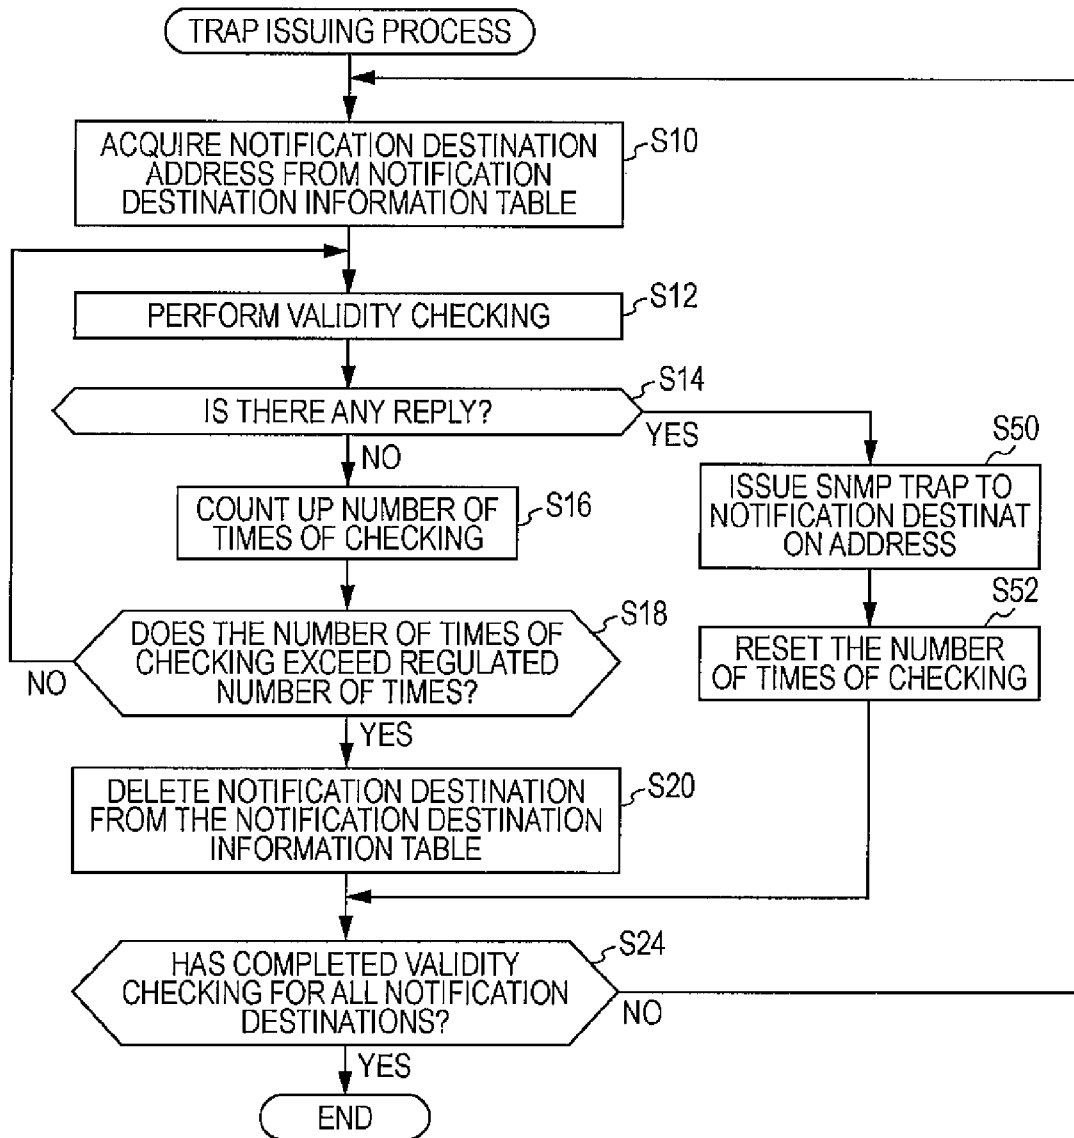 TRAP ISSUING PROCESS
ACQUIRE NOTIFICATION DESTINATION
ADDRESS FROM NOTIFICATION
DESTINATION INFORMATION TABLE
S10
PERFORM VALIDITY CHECKING
S12
IS THERE ANY REPLY?
S14
YES
NO
COUNT UP NUMBER OF
TIMES OF CHECKING
S16
ISSUE SNMP TRAP TO
NOTIFICATION DESTINAT
ON ADDRESS
S50
RESET THE NUMBER
OF TIMES OF CHECKING
S52
DOES THE NUMBER OF TIMES OF
CHECKING EXCEED REGULATED
NUMBER OF TIMES?
S18
NO
YES
DELETE NOTIFICATION DESTINATION
FROM THE NOTIFICATION DESTINATION
INFORMATION TABLE
S20
HAS COMPLETED VALIDITY
CHECKING FOR ALL NOTIFICATION
DESTINATIONS?
S24
NO
YES
END